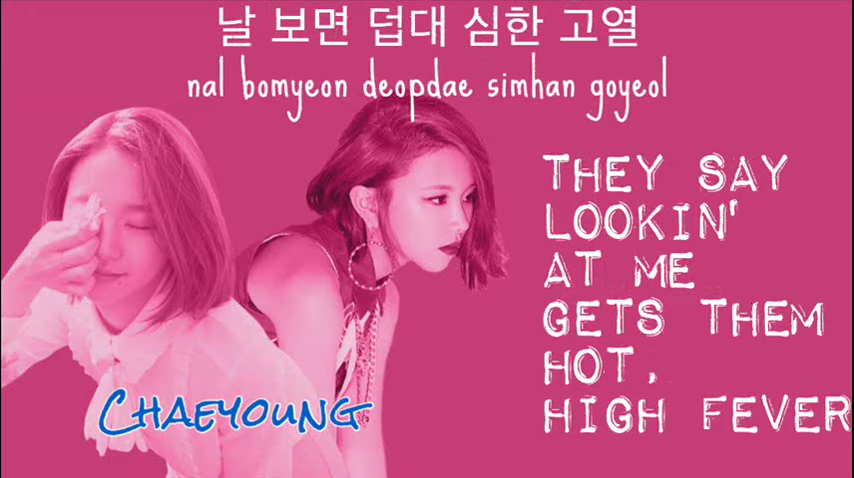 날 보면 덥대 심한 고열
nal bomyeon deopdae simhan goyeol
THEY SAY
LOOKIN'
AT ME
GETS THEM
HOT,
HIGH FEVER
CHAEYOUNG